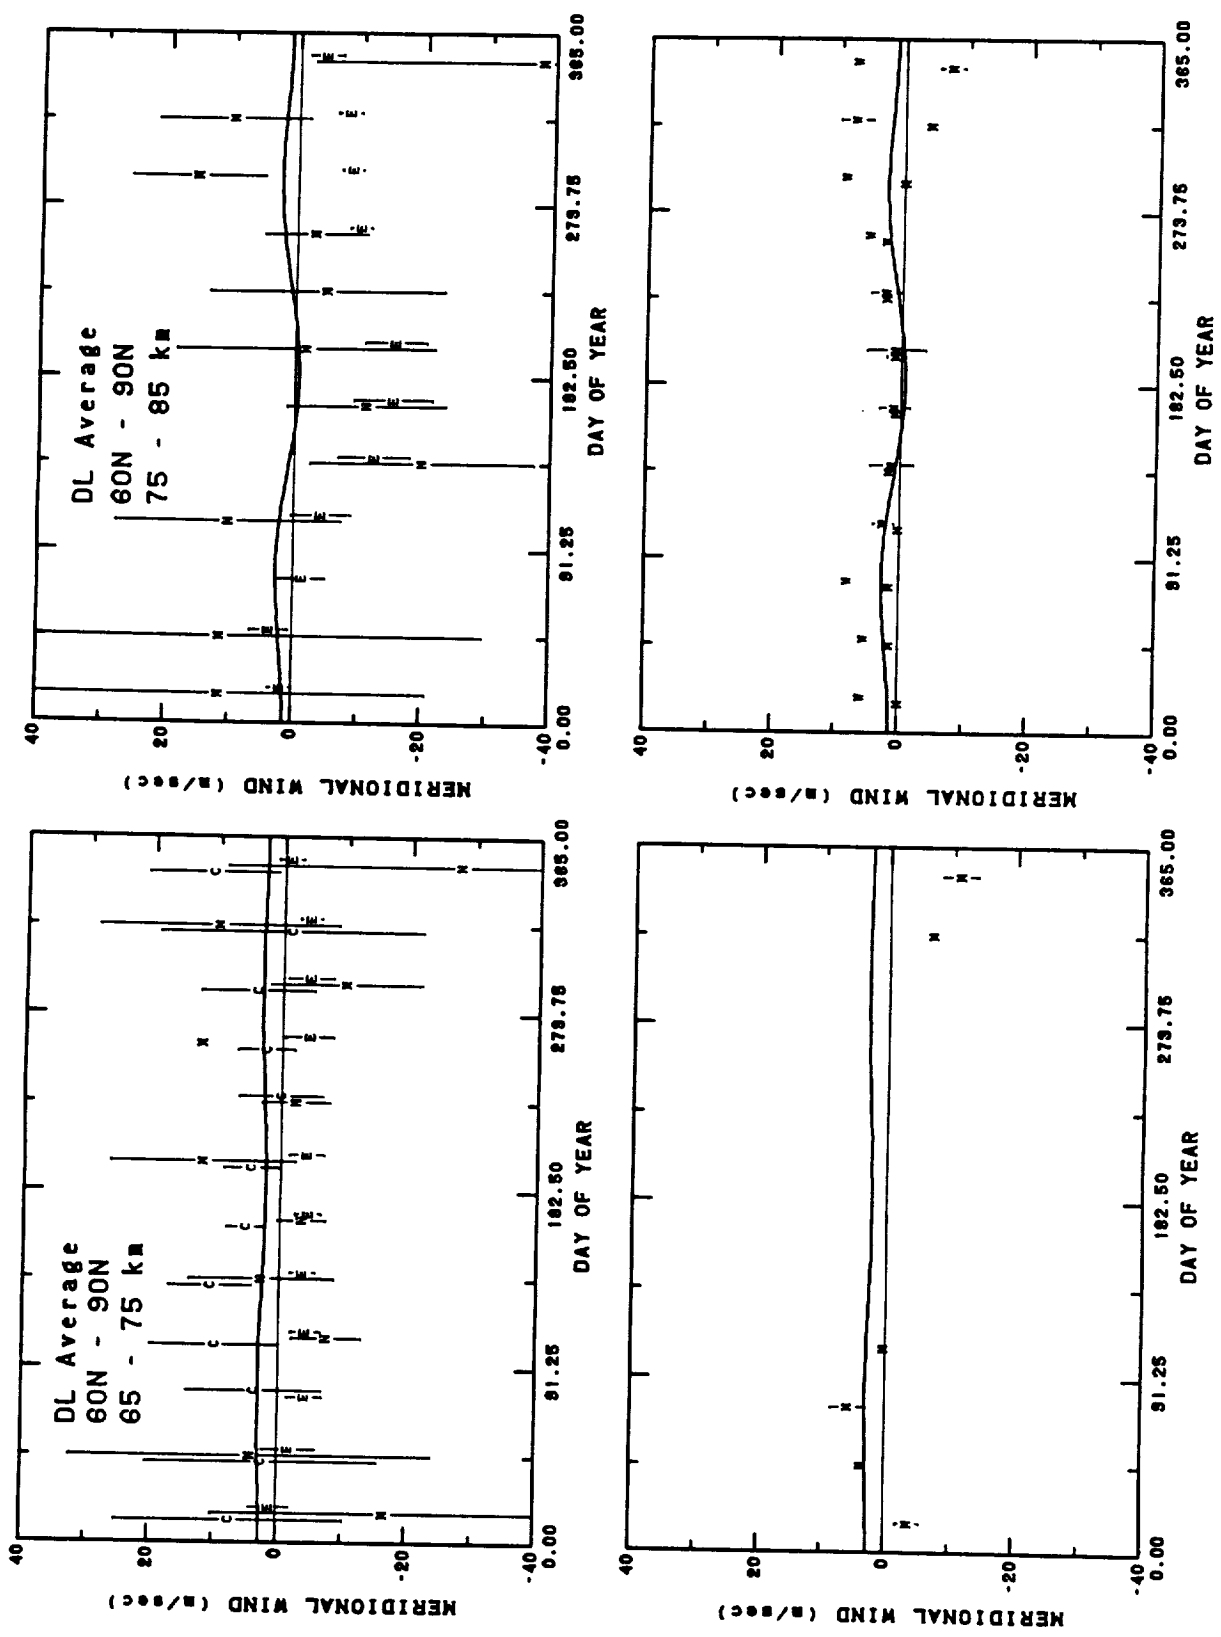 DL Average
60N - 90N
65 - 75 km
MERIDIONAL WIND (m/sec)
40
20
0
-20
-40
0.00 91.25 182.50 273.75 365.00
DAY OF YEAR
DL Average
60N - 90N
75 - 85 km
MERIDIONAL WIND (m/sec)
40
20
0
-20
-40
0.00 91.25 182.50 273.75 365.00
DAY OF YEAR
MERIDIONAL WIND (m/sec)
40
20
0
-20
-40
0.00 91.25 182.50 273.75 365.00
DAY OF YEAR
MERIDIONAL WIND (m/sec)
40
20
0
-20
-40
0.00 91.25 182.50 273.75 365.00
DAY OF YEAR